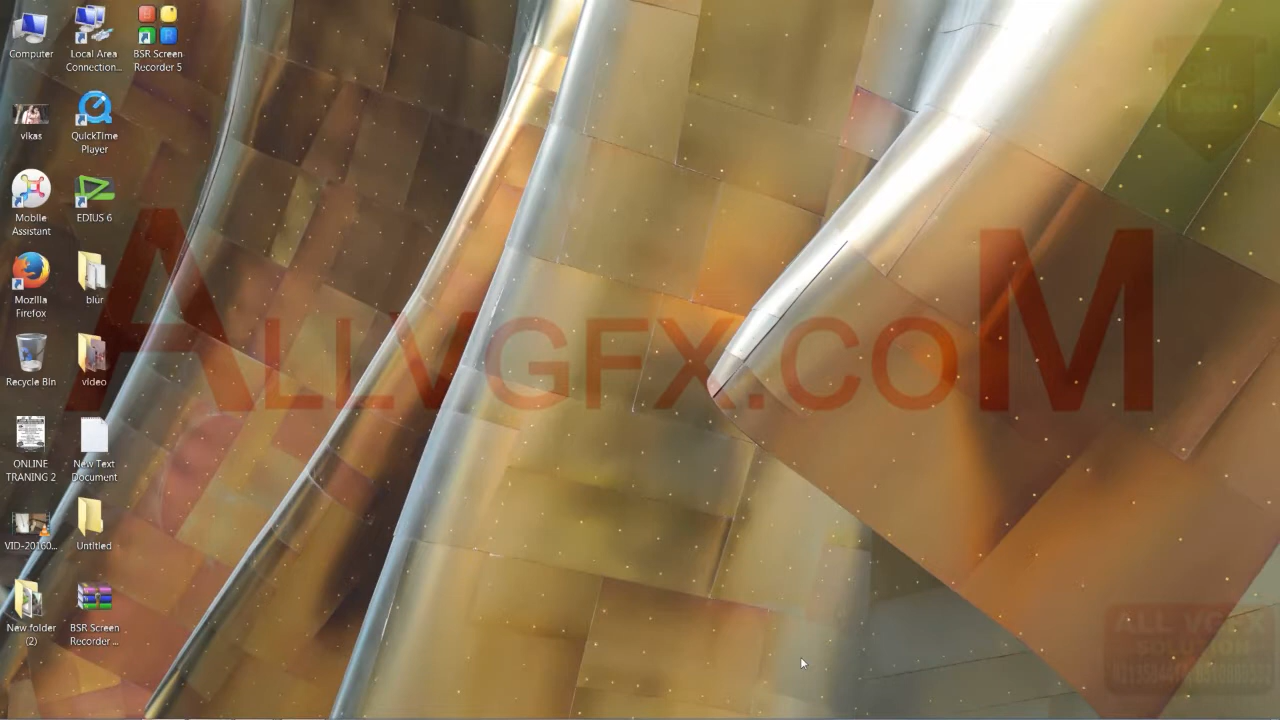 Computer
Local Area
Connection...
BSR Screen
Recorder 5
vikas
QuickTime
Player
Mobile
Assistant
EDIUS 6
Mozilla
Firefox
blur
Recycle Bin
video
ONLINE
TRANING 2
New Text
Document
VID-20160...
Untitled
New folder
(2)
BSR Screen
Recorder ...
ALLVGFX.COM
ALL VGFX
SOLUTION